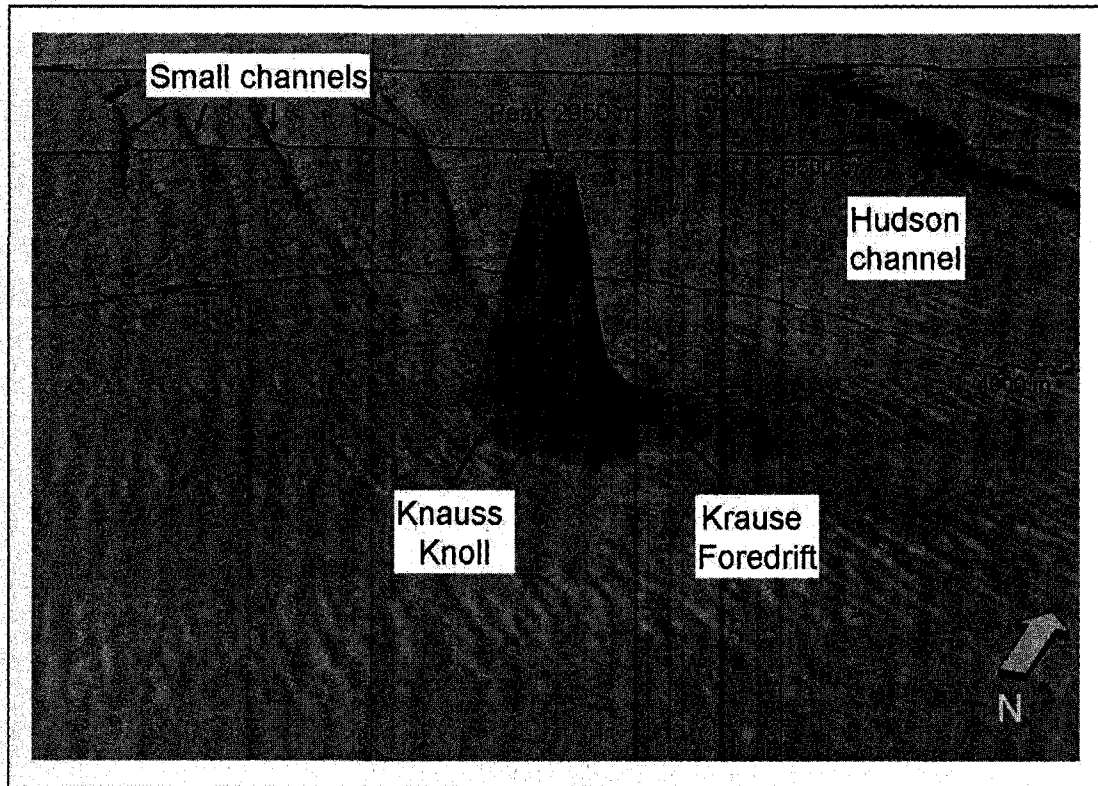 Small channels
Peak 2950 m
Hudson
channel
Knauss
Knoll
Krause
Foredrift
N